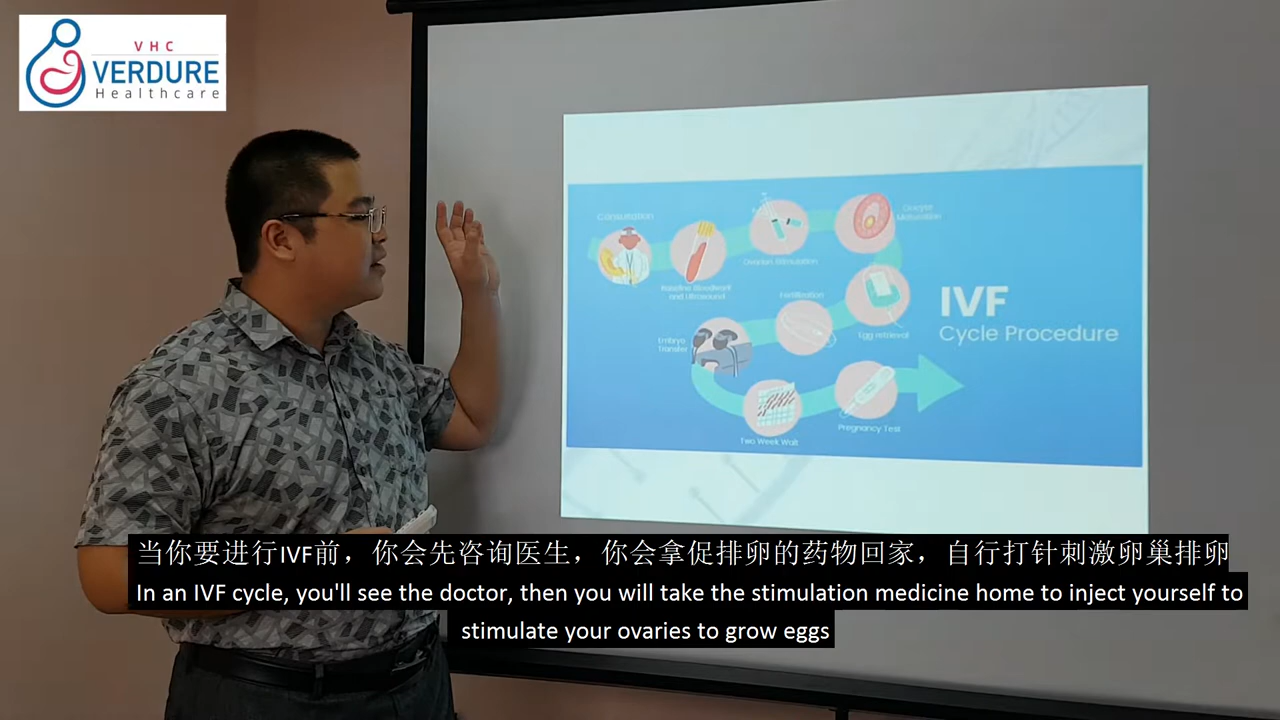 VHC
VERDURE
Healthcare
Consultation
Baseline Bloodwork
and Ultrasound
Ovarian Stimulation
Oocyte
Maturation
Fertilization
Egg retrieval
Embryo
Transfer
IVF
Cycle Procedure
Two Week Wait
Pregnancy Test
当你要进行IVF前，你会先咨询医生，你会拿促排卵的药物回家，自行打针刺激卵巢排卵
In an IVF cycle, you'll see the doctor, then you will take the stimulation medicine home to inject yourself to
stimulate your ovaries to grow eggs